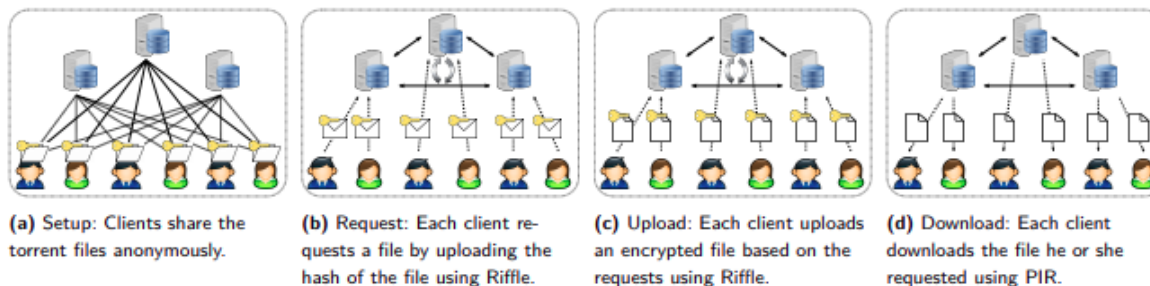 (a) Setup: Clients share the
torrent files anonymously.
(b) Request: Each client re-
quests a file by uploading the
hash of the file using Riffle.
(c) Upload: Each client uploads
an encrypted file based on the
requests using Riffle.
(d) Download: Each client
downloads the file he or she
requested using PIR.